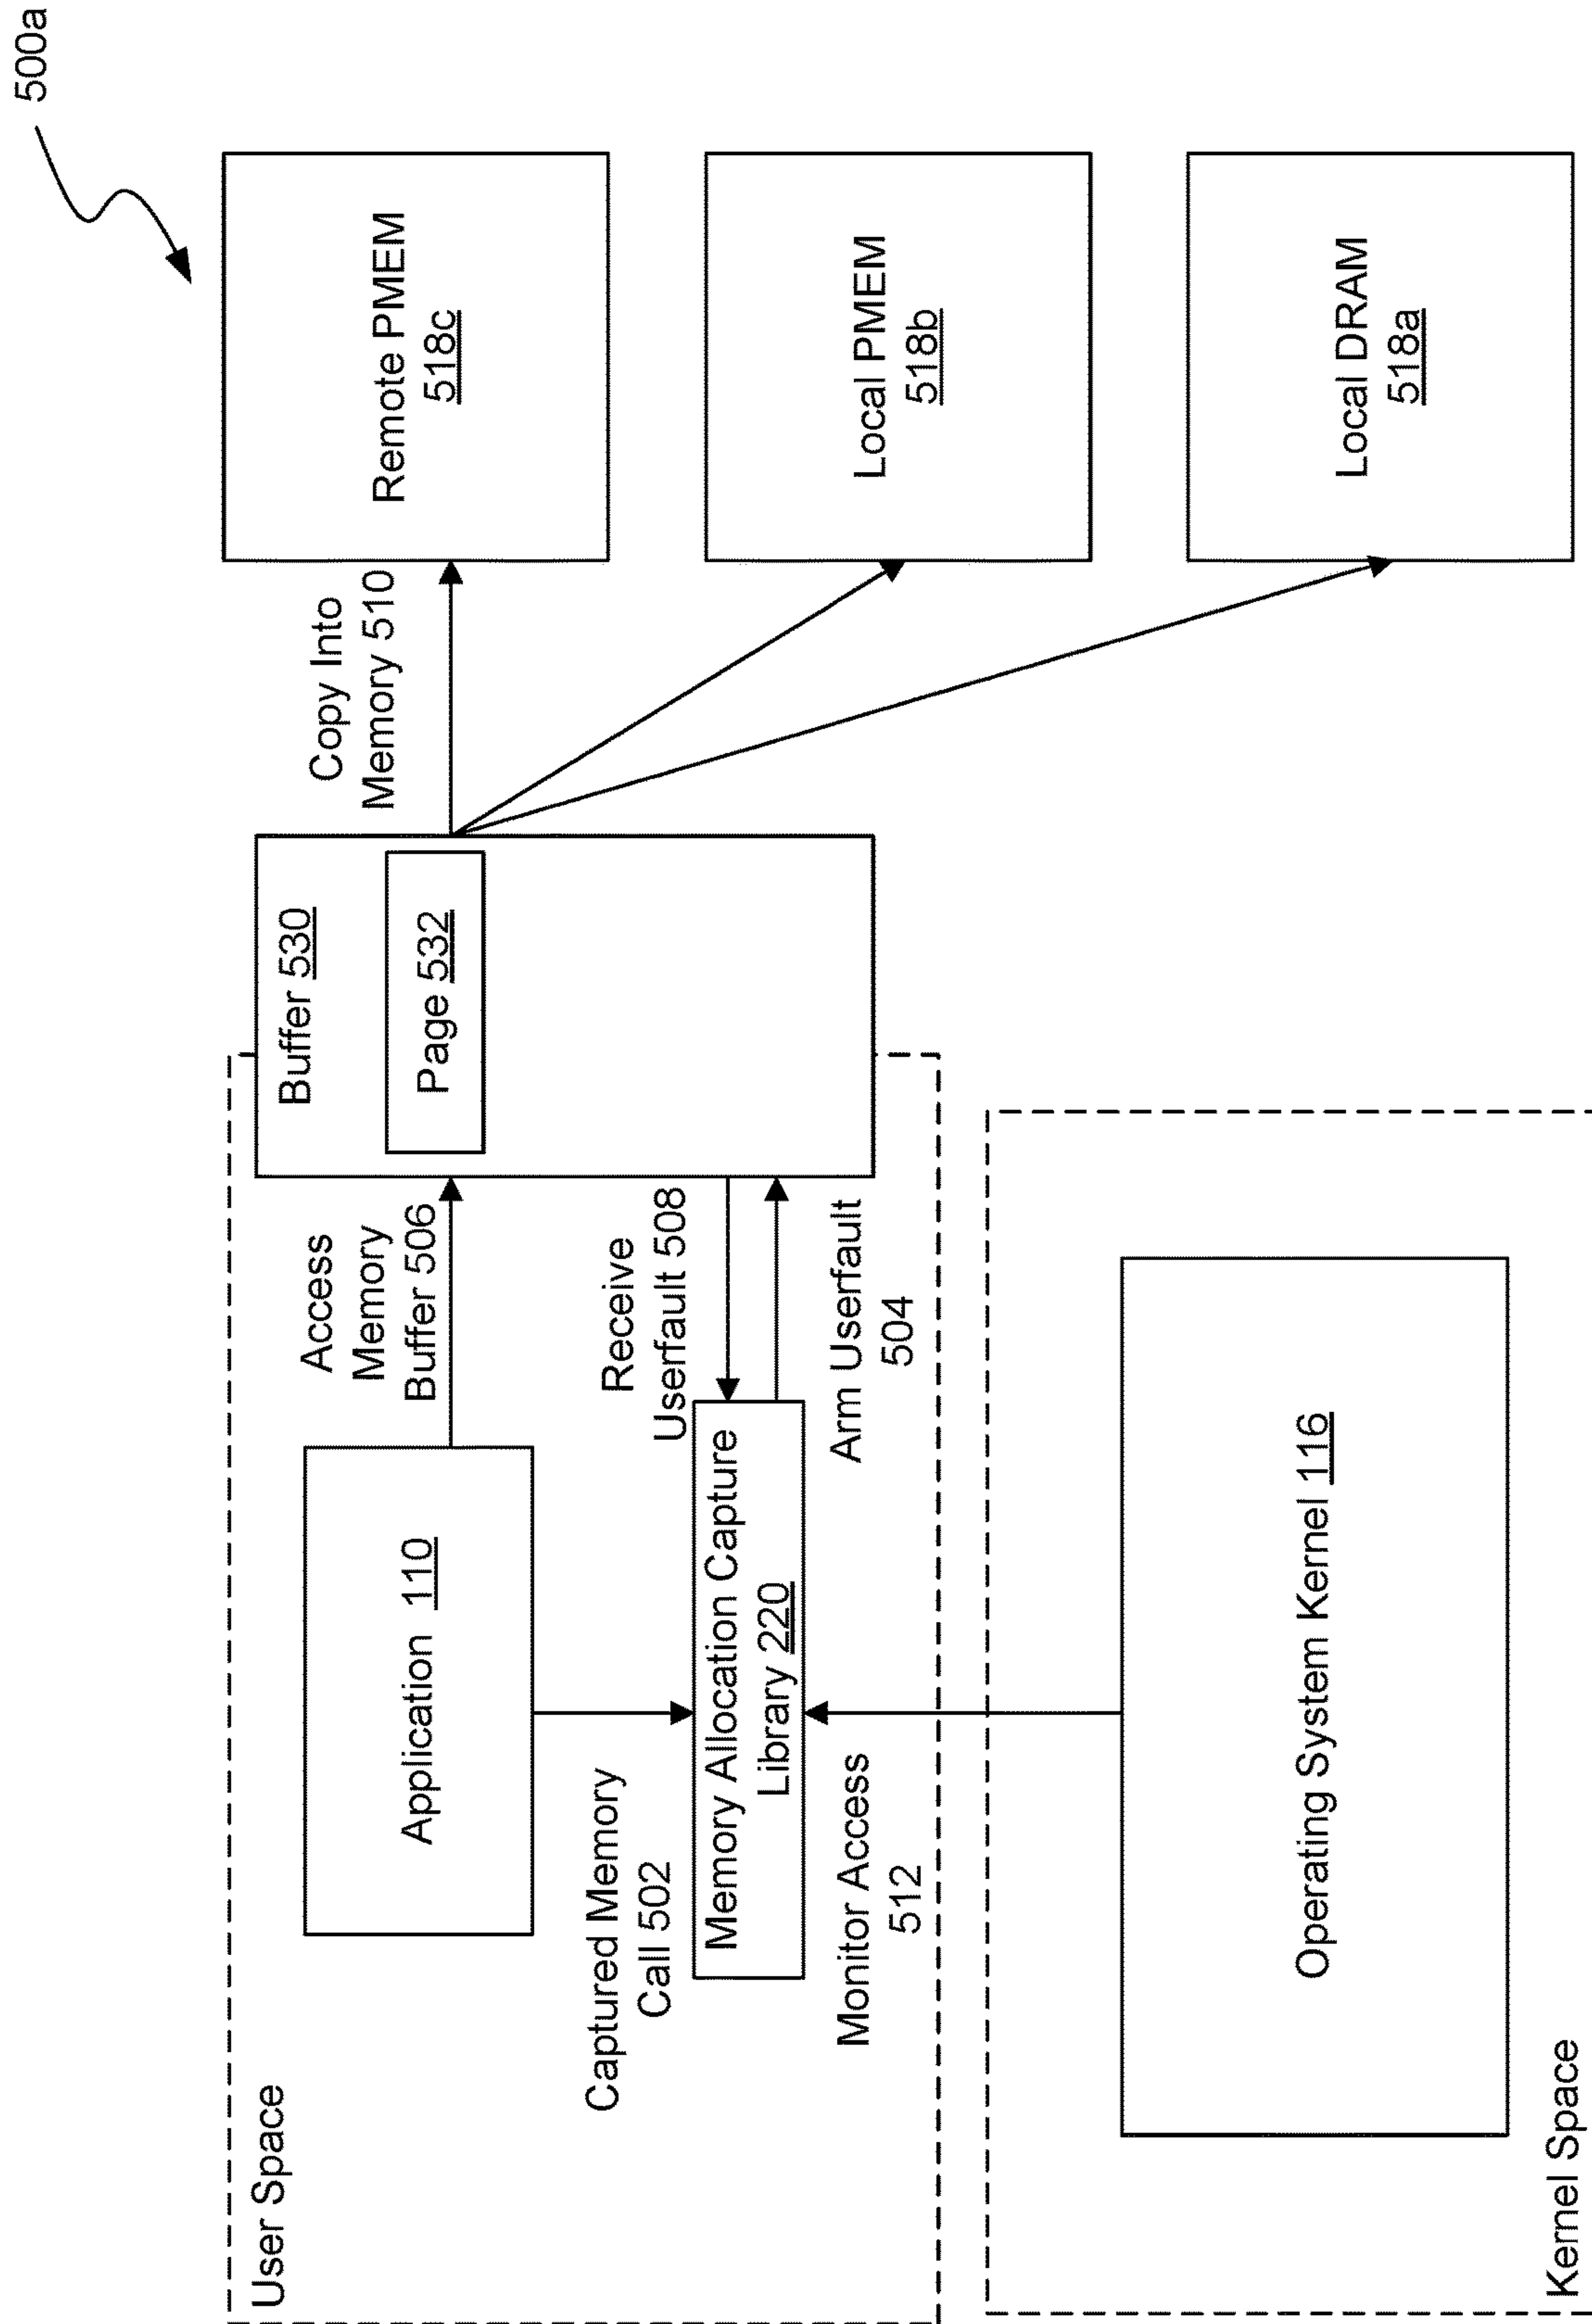 500a
User Space
Application 110
Access
Memory
Buffer 506
Buffer 530
Page 532
Copy Into
Memory 510
Remote PMEM
518c
Captured Memory
Call 502
Receive
Userfault 508
Memory Allocation Capture
Library 220
Local PMEM
518b
Monitor Access
512
Arm Userfault
504
Operating System Kernel 116
Local DRAM
518a
Kernel Space